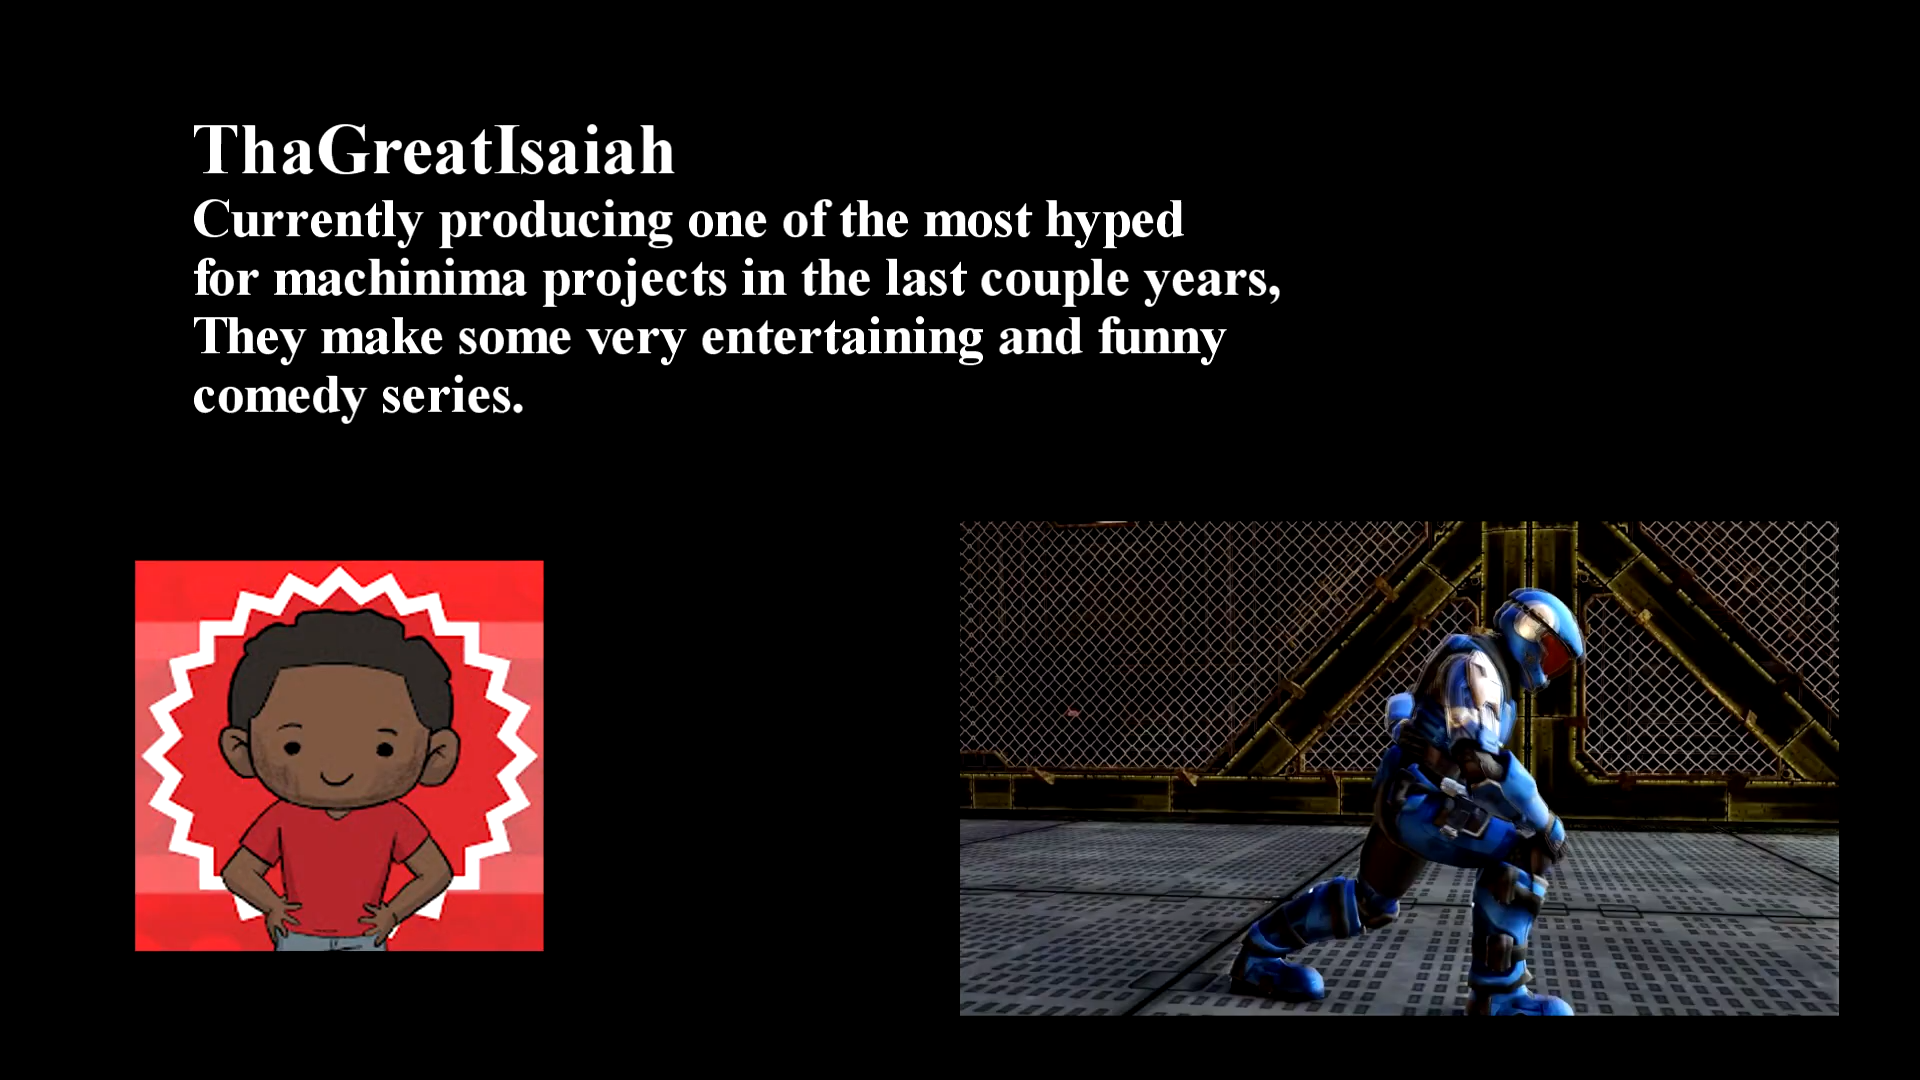 ThaGreatIsaiah
Currently producing one of the most hyped
for machinima projects in the last couple years,
They make some very entertaining and funny
comedy series.